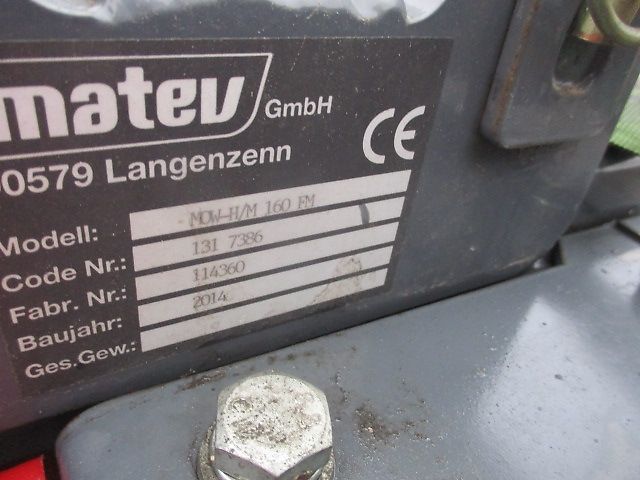 matev GmbH
0579 Langenzenn
CE
Modell: MOW-H/M 160 FM
Code Nr.: 131 7386
Fabr. Nr.: 114360
Baujahr: 2014
Ges.Gew.: